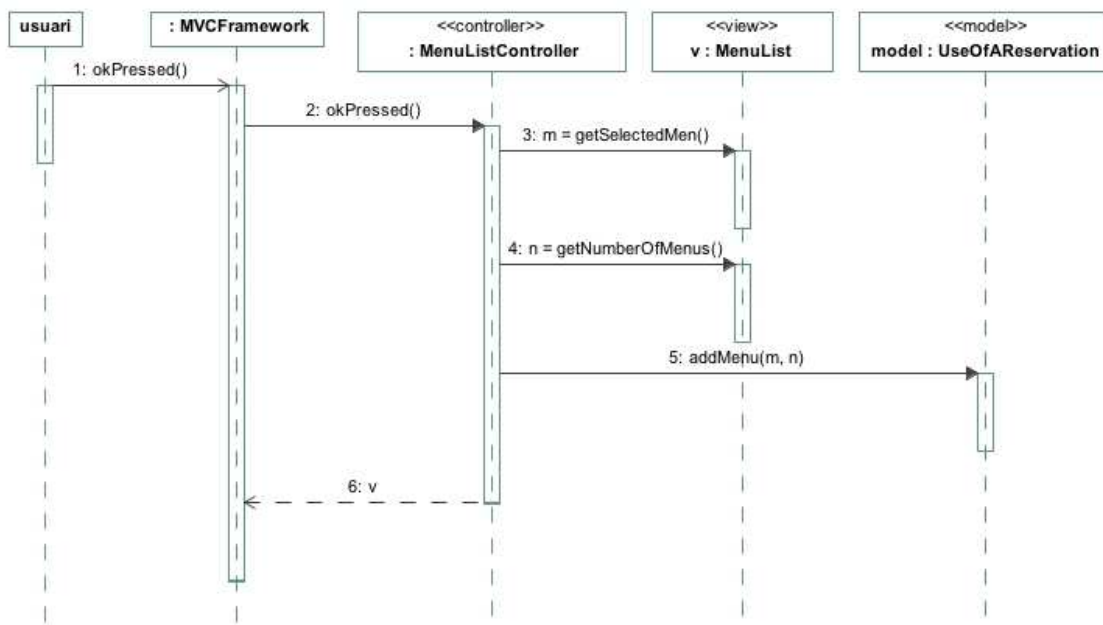 usuari
: MVCFramework
<<controller>>
: MenuListController
<<view>>
v : MenuList
<<model>>
model : UseOfAReservation
1: okPressed()
2: okPressed()
3: m = getSelectedMen()
4: n = getNumberOfMenus()
5: addMenu(m, n)
6: v